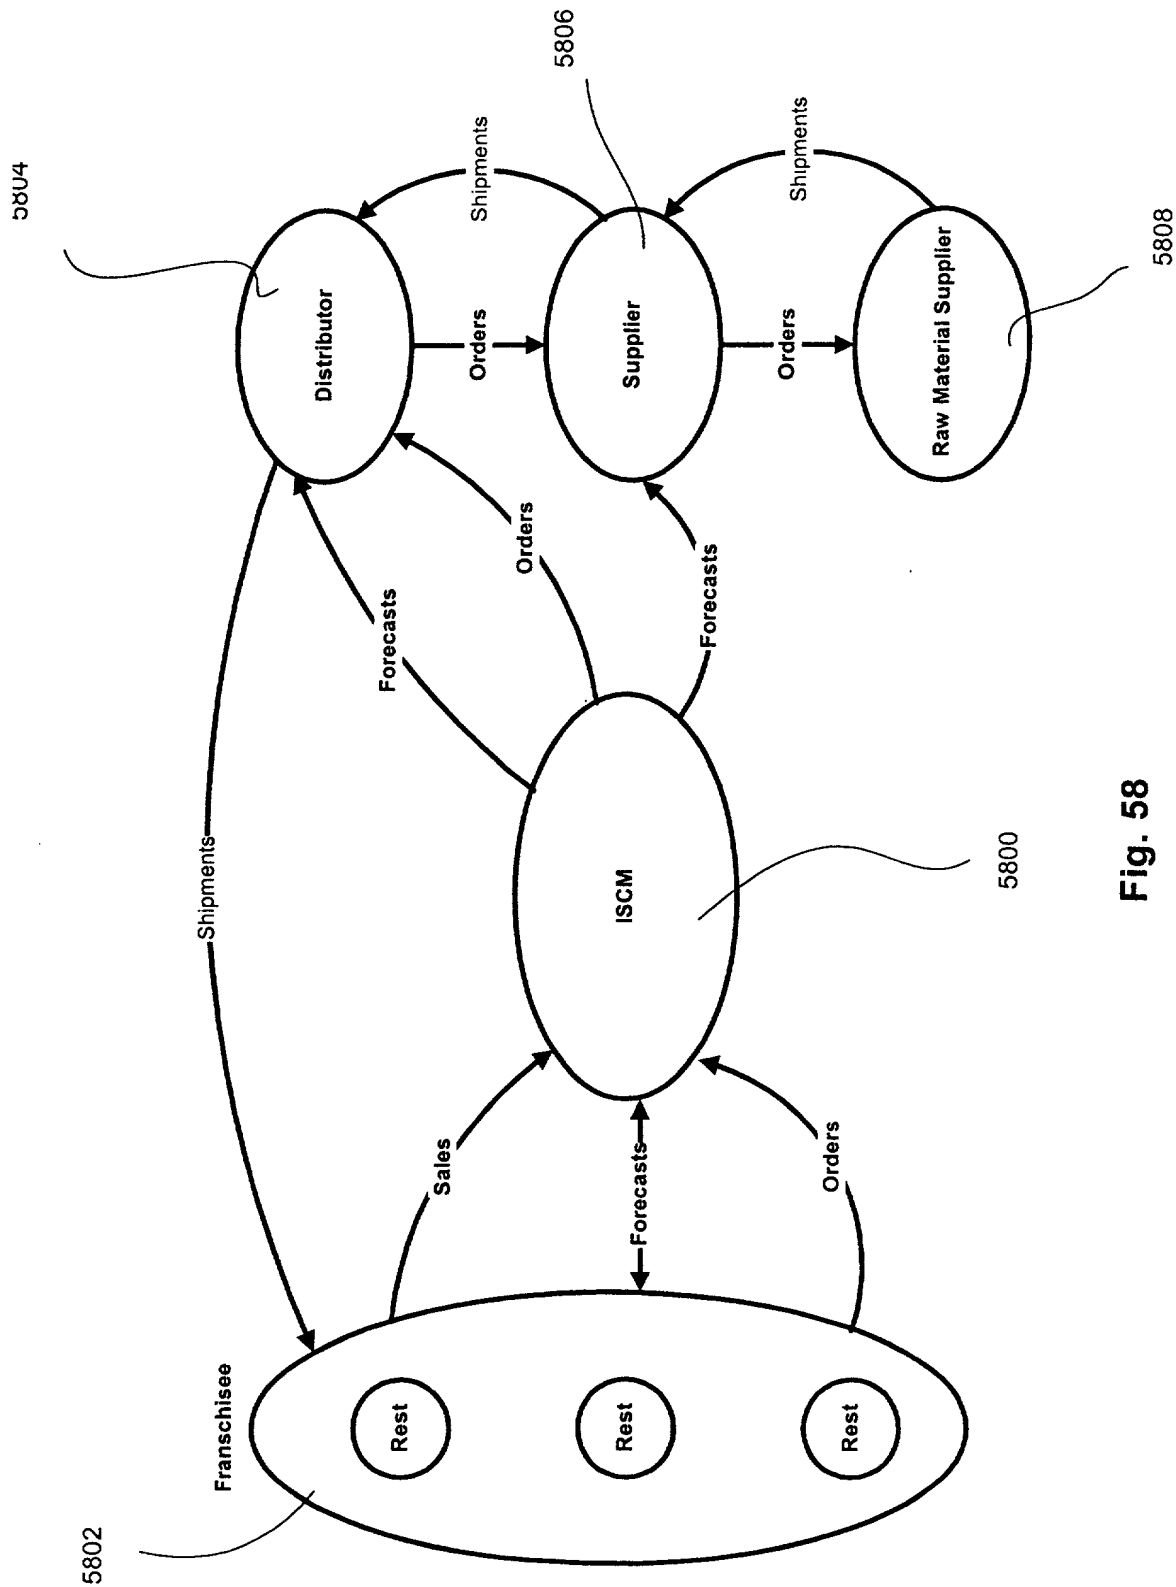 5802
5804
Shipments
Franschisee
Distributor
Forecasts
Rest
Sales
Orders
Orders
Shipments
5806
Rest
Forecasts
ISCM
Supplier
Forecasts
Orders
Shipments
Orders
Rest
Raw Material Supplier
5800
5808
Fig. 58